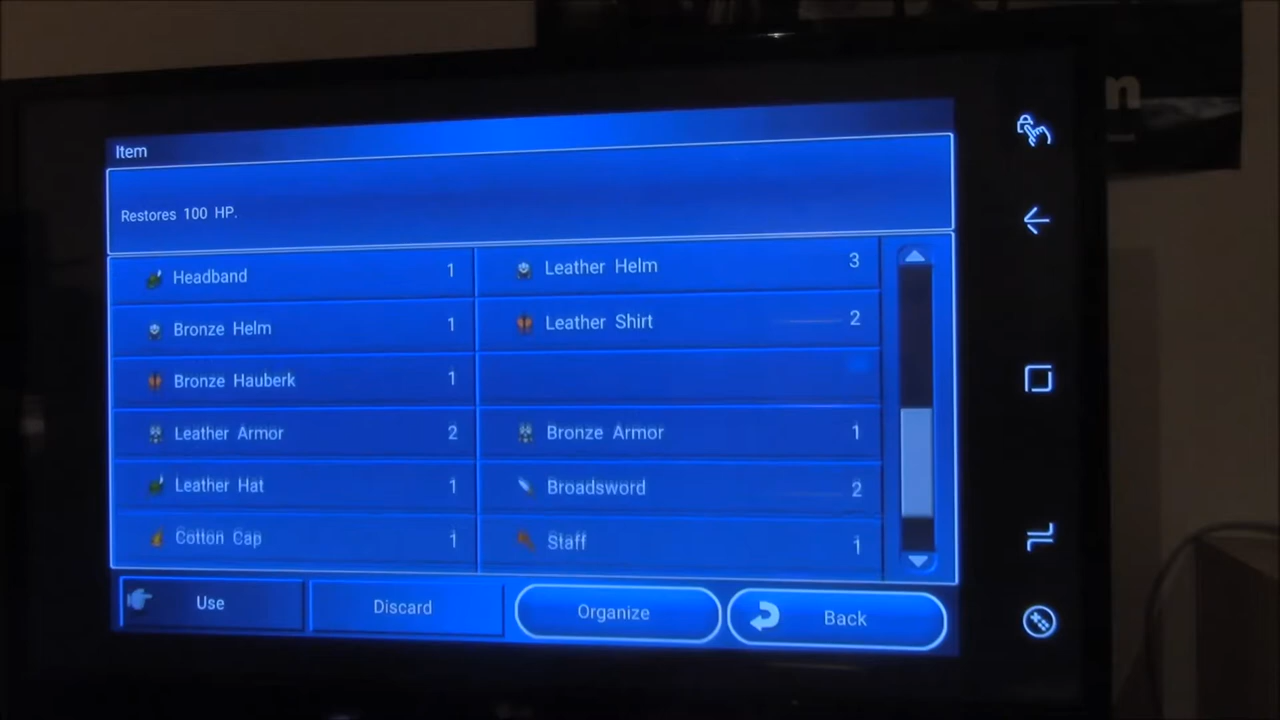 n
Item
Restores 100 HP.
Headband 1 Leather Helm 3
Bronze Helm 1 Leather Shirt 2
Bronze Hauberk 1
Leather Armor 2 Bronze Armor 1
Leather Hat 1 Broadsword 2
Cotton Cap 1 Staff 1
Use Discard Organize Back